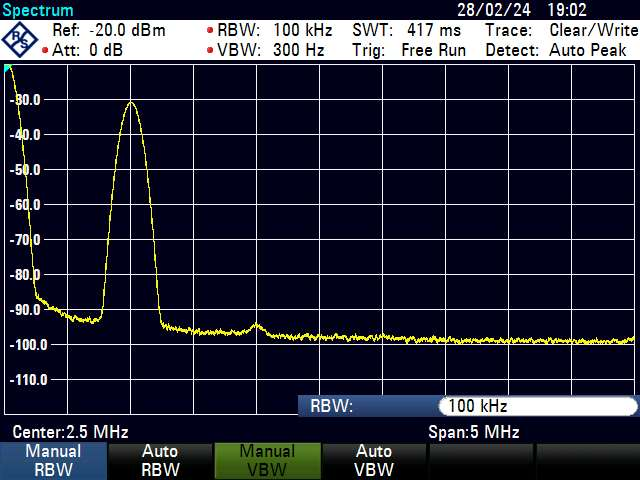 Spectrum 28/02/24 19:02
R&S Ref: -20.0 dBm RBW: 100 kHz SWT: 417 ms Trace: Clear/Write
Att: 0 dB VBW: 300 Hz Trig: Free Run Detect: Auto Peak
-30.0
-40.0
-50.0
-60.0
-70.0
-80.0
-90.0
-100.0
-110.0
RBW: 100 kHz
Center:2.5 MHz Span:5 MHz
Manual Auto Manual Auto
RBW RBW VBW VBW